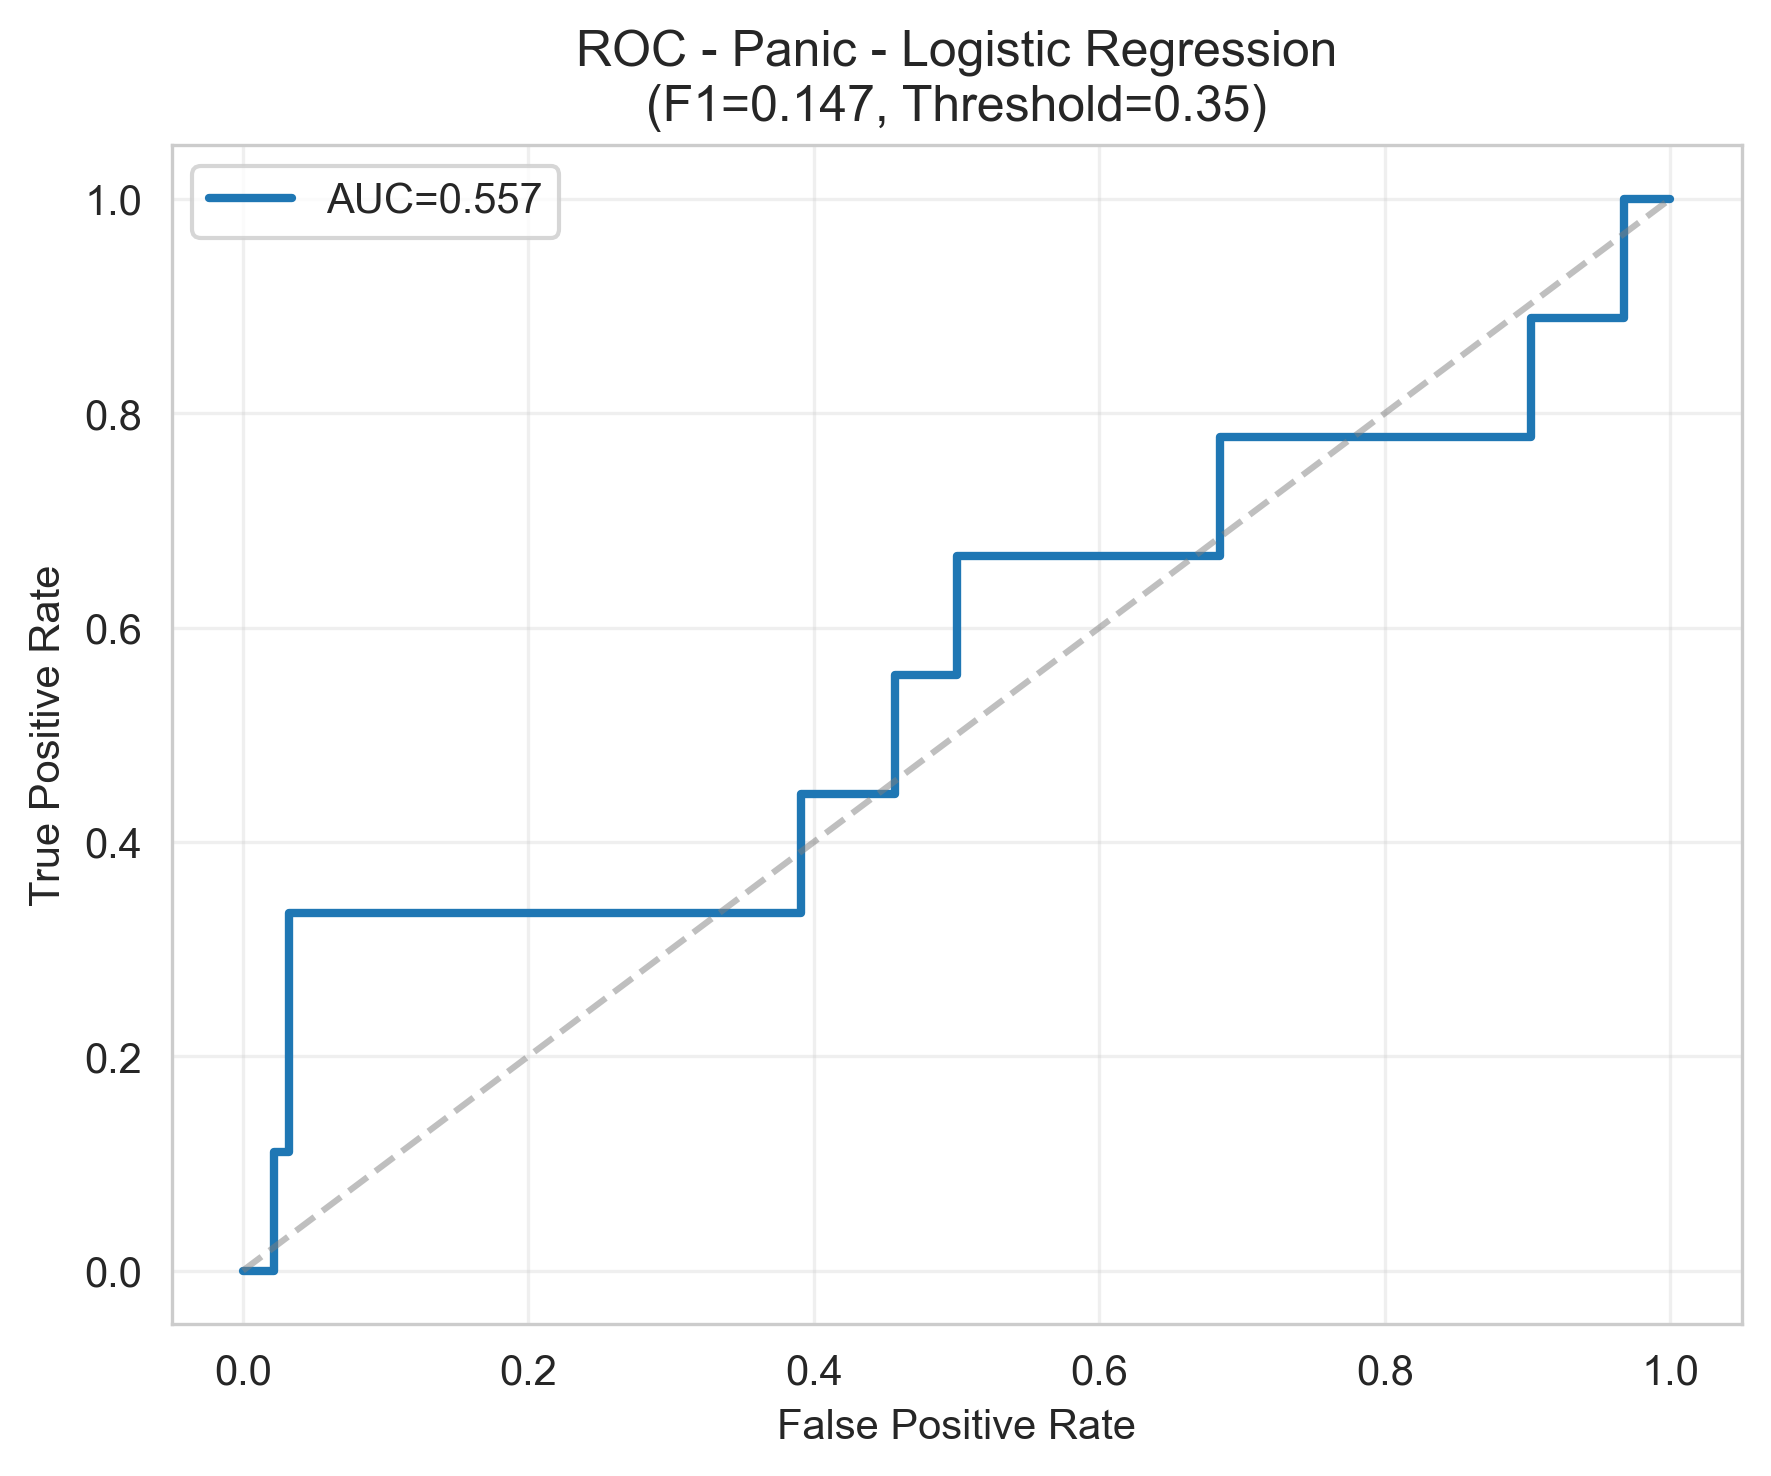 ROC - Panic - Logistic Regression
(F1=0.147, Threshold=0.35)
AUC=0.557
1.0
0.8
0.6
0.4
0.2
0.0
True Positive Rate
0.0 0.2 0.4 0.6 0.8 1.0
False Positive Rate